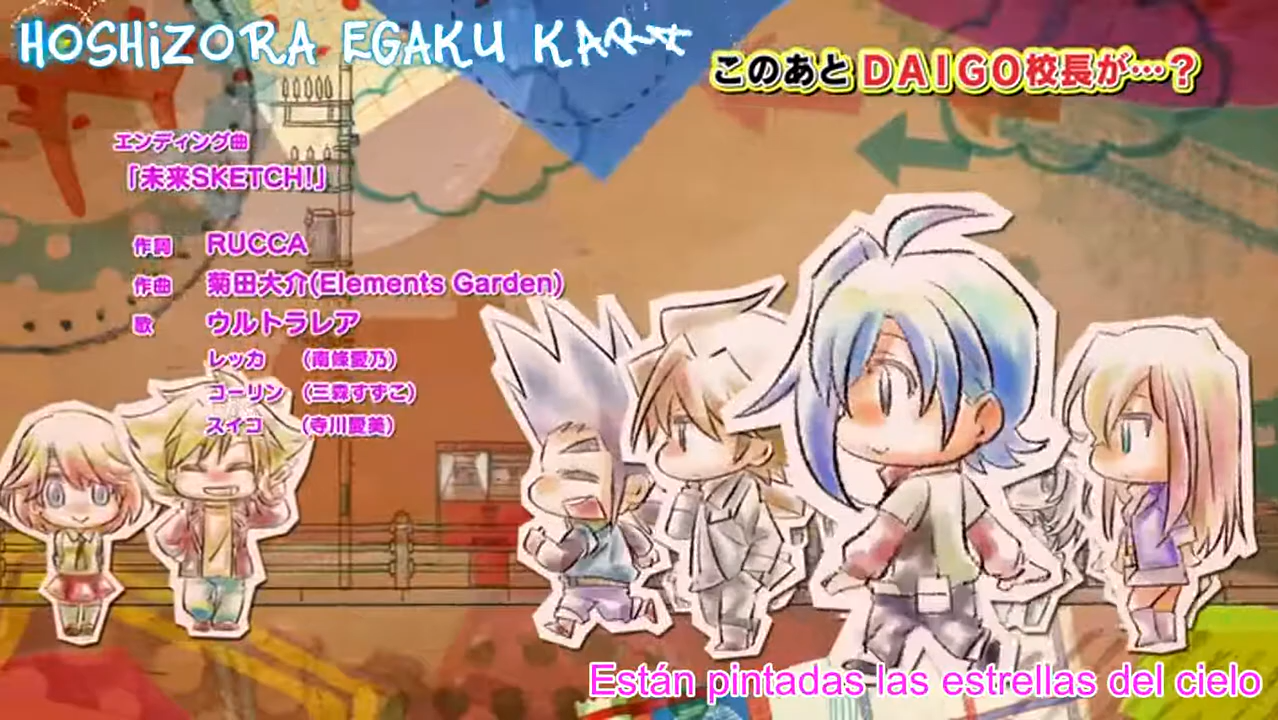 HOSHiZORA EGAKU KARA
このあとDAIGO校長が…？
エンディング曲
「未来SKETCH!」
作詞 RUCCA
作曲 菊田大介(Elements Garden)
歌 ウルトラレア
レッカ (南條愛乃)
コーリン (三森すずこ)
スイコ (寺川愛美)
Están pintadas las estrellas del cielo